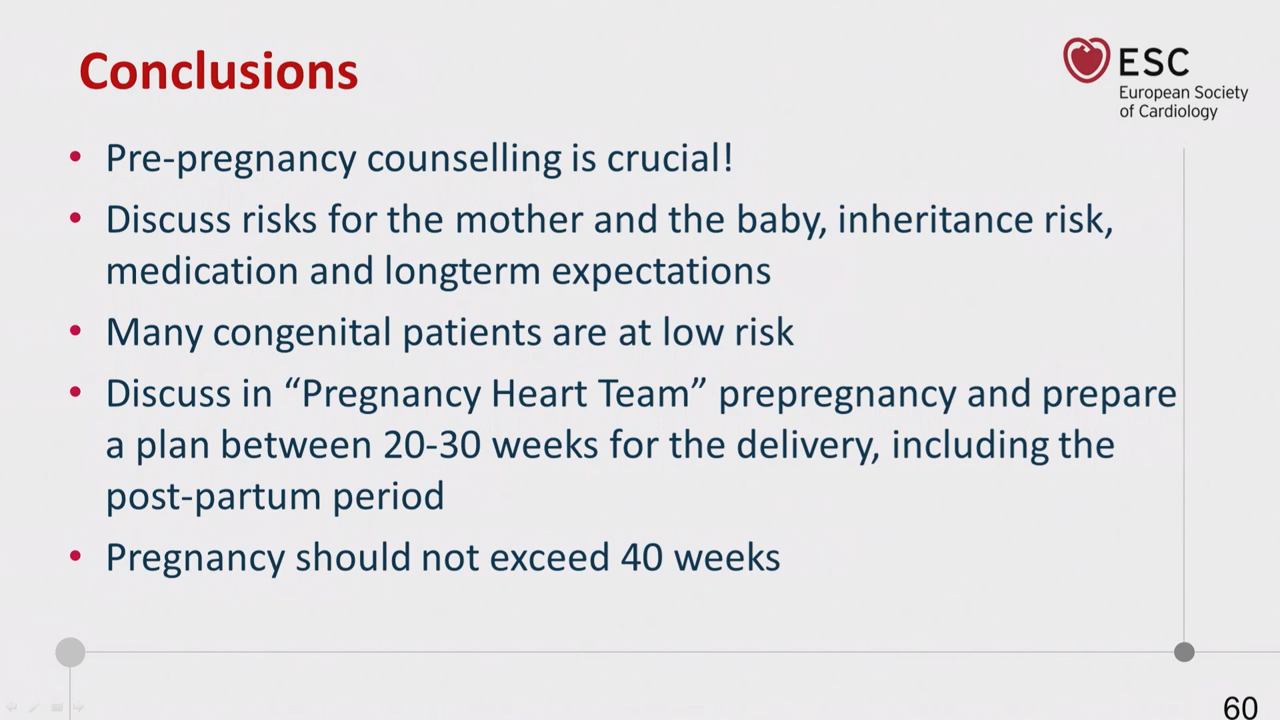 Conclusions
ESC
European Society
of Cardiology
• Pre-pregnancy counselling is crucial!
• Discuss risks for the mother and the baby, inheritance risk,
medication and longterm expectations
• Many congenital patients are at low risk
• Discuss in “Pregnancy Heart Team” prepregnancy and prepare
a plan between 20-30 weeks for the delivery, including the
post-partum period
• Pregnancy should not exceed 40 weeks
60